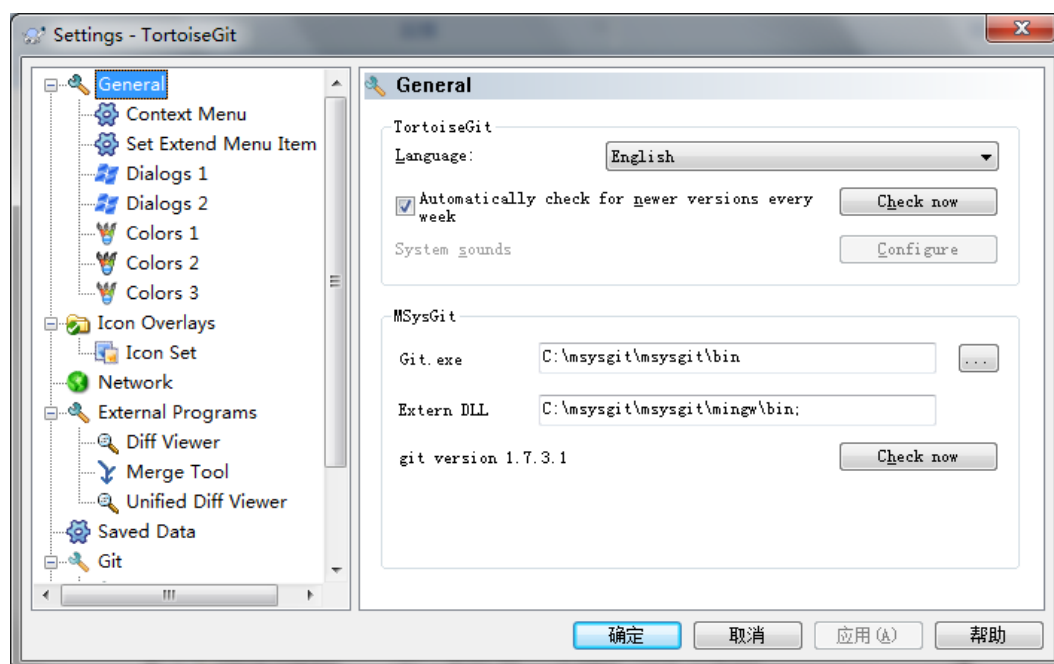 Settings - TortoiseGit
x
General
Context Menu
Set Extend Menu Item
Dialogs 1
Dialogs 2
Colors 1
Colors 2
Colors 3
Icon Overlays
Icon Set
Network
External Programs
Diff Viewer
Merge Tool
Unified Diff Viewer
Saved Data
Git
General
TortoiseGit
Language:
English
Automatically check for newer versions every
week
Check now
System sounds
Configure
MSysGit
Git.exe
C:\msysgit\msysgit\bin
...
Extern DLL
C:\msysgit\msysgit\mingw\bin;
git version 1.7.3.1
Check now
确定
取消
应用(A)
帮助